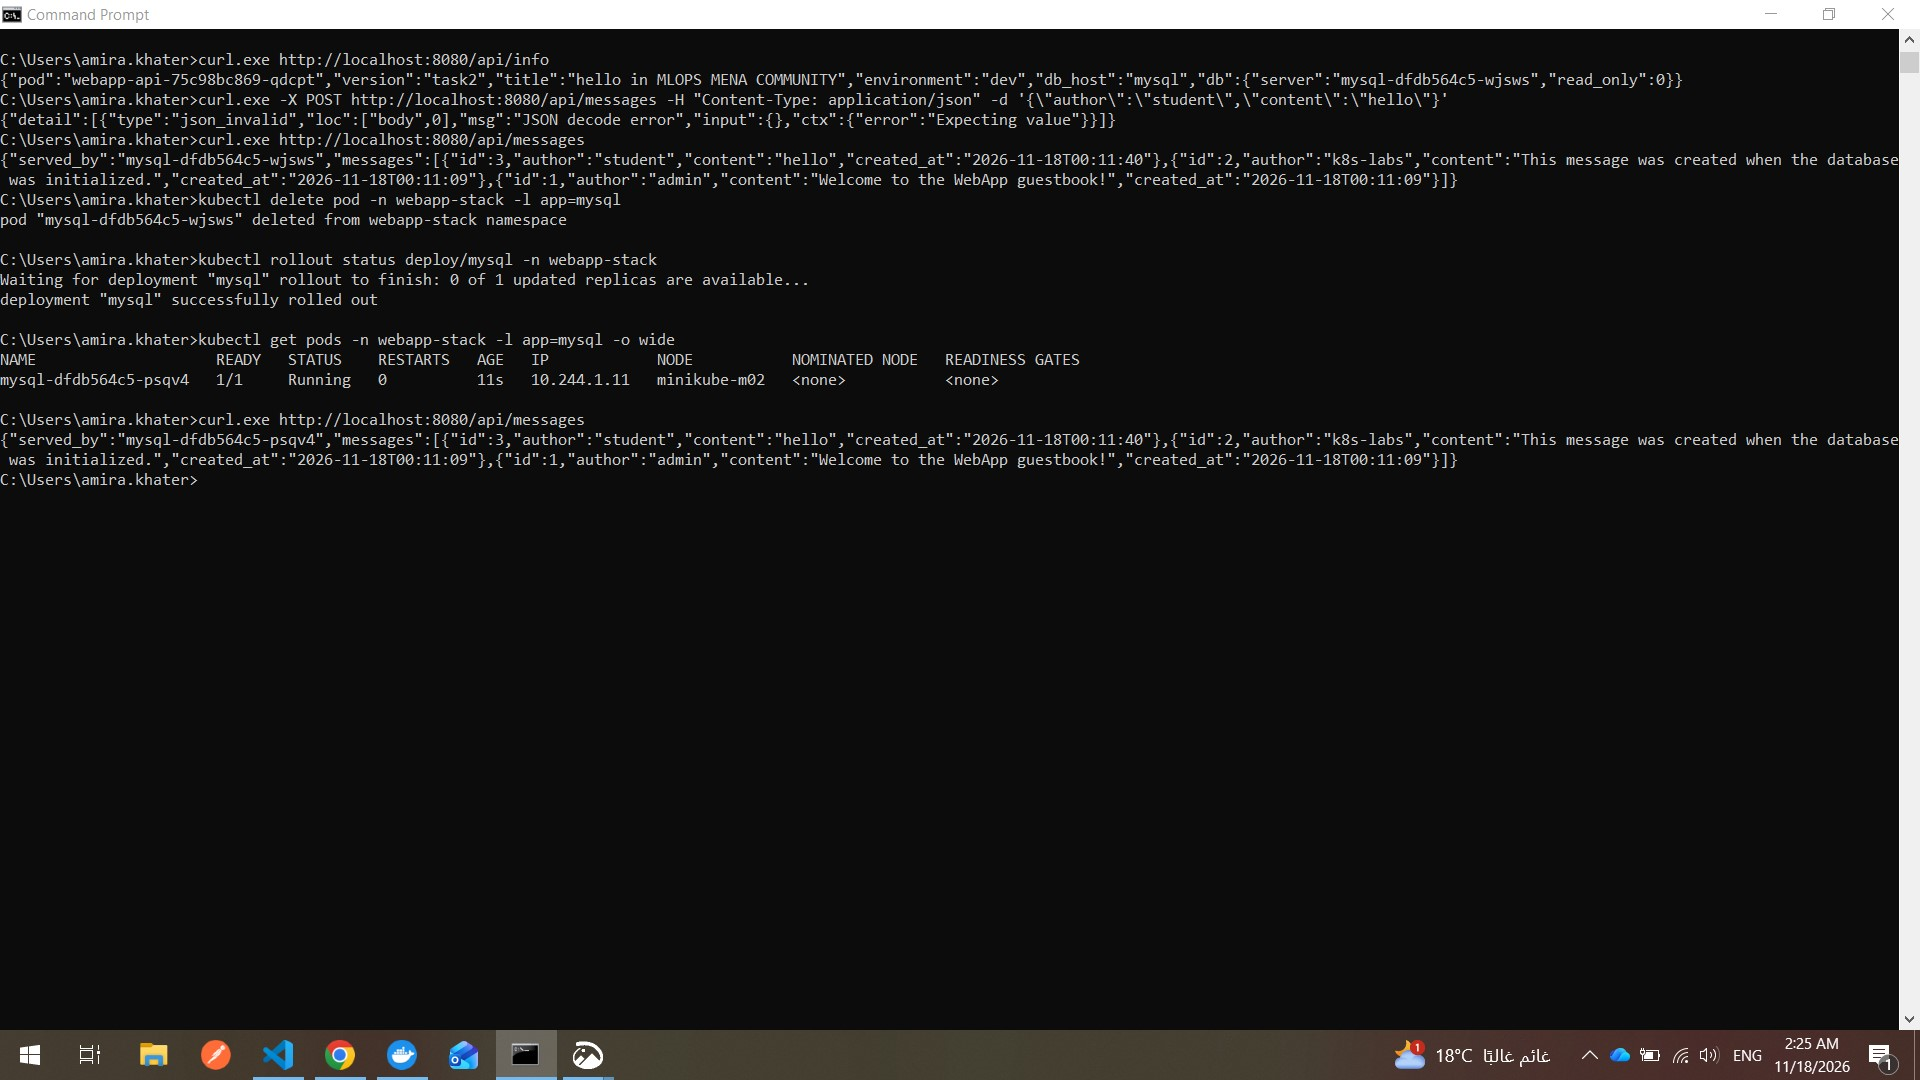 Command Prompt
C:\Users\amira.khater>curl.exe http://localhost:8080/api/info
{"pod":"webapp-api-75c98bc869-qdcpt","version":"task2","title":"hello in MLOPS MENA COMMUNITY","environment":"dev","db_host":"mysql","db":{"server":"mysql-dfdb564c5-wjsws","read_only":0}}
C:\Users\amira.khater>curl.exe -X POST http://localhost:8080/api/messages -H "Content-Type: application/json" -d '{\"author\":\"student\",\"content\":\"hello\"}'
{"detail":[{"type":"json_invalid","loc":["body",0],"msg":"JSON decode error","input":{},"ctx":{"error":"Expecting value"}}]}
C:\Users\amira.khater>curl.exe http://localhost:8080/api/messages
{"served_by":"mysql-dfdb564c5-wjsws","messages":[{"id":3,"author":"student","content":"hello","created_at":"2026-11-18T00:11:40"},{"id":2,"author":"k8s-labs","content":"This message was created when the database
 was initialized.","created_at":"2026-11-18T00:11:09"},{"id":1,"author":"admin","content":"Welcome to the WebApp guestbook!","created_at":"2026-11-18T00:11:09"}]}
C:\Users\amira.khater>kubectl delete pod -n webapp-stack -l app=mysql
pod "mysql-dfdb564c5-wjsws" deleted from webapp-stack namespace
C:\Users\amira.khater>kubectl rollout status deploy/mysql -n webapp-stack
Waiting for deployment "mysql" rollout to finish: 0 of 1 updated replicas are available...
deployment "mysql" successfully rolled out
C:\Users\amira.khater>kubectl get pods -n webapp-stack -l app=mysql -o wide
NAME READY STATUS RESTARTS AGE IP NODE NOMINATED NODE READINESS GATES
mysql-dfdb564c5-psqv4 1/1 Running 0 11s 10.244.1.11 minikube-m02 <none> <none>
C:\Users\amira.khater>curl.exe http://localhost:8080/api/messages
{"served_by":"mysql-dfdb564c5-psqv4","messages":[{"id":3,"author":"student","content":"hello","created_at":"2026-11-18T00:11:40"},{"id":2,"author":"k8s-labs","content":"This message was created when the database
 was initialized.","created_at":"2026-11-18T00:11:09"},{"id":1,"author":"admin","content":"Welcome to the WebApp guestbook!","created_at":"2026-11-18T00:11:09"}]}
C:\Users\amira.khater>
1 18°C غائم غالبًا ENG 2:25 AM
11/18/2026
1